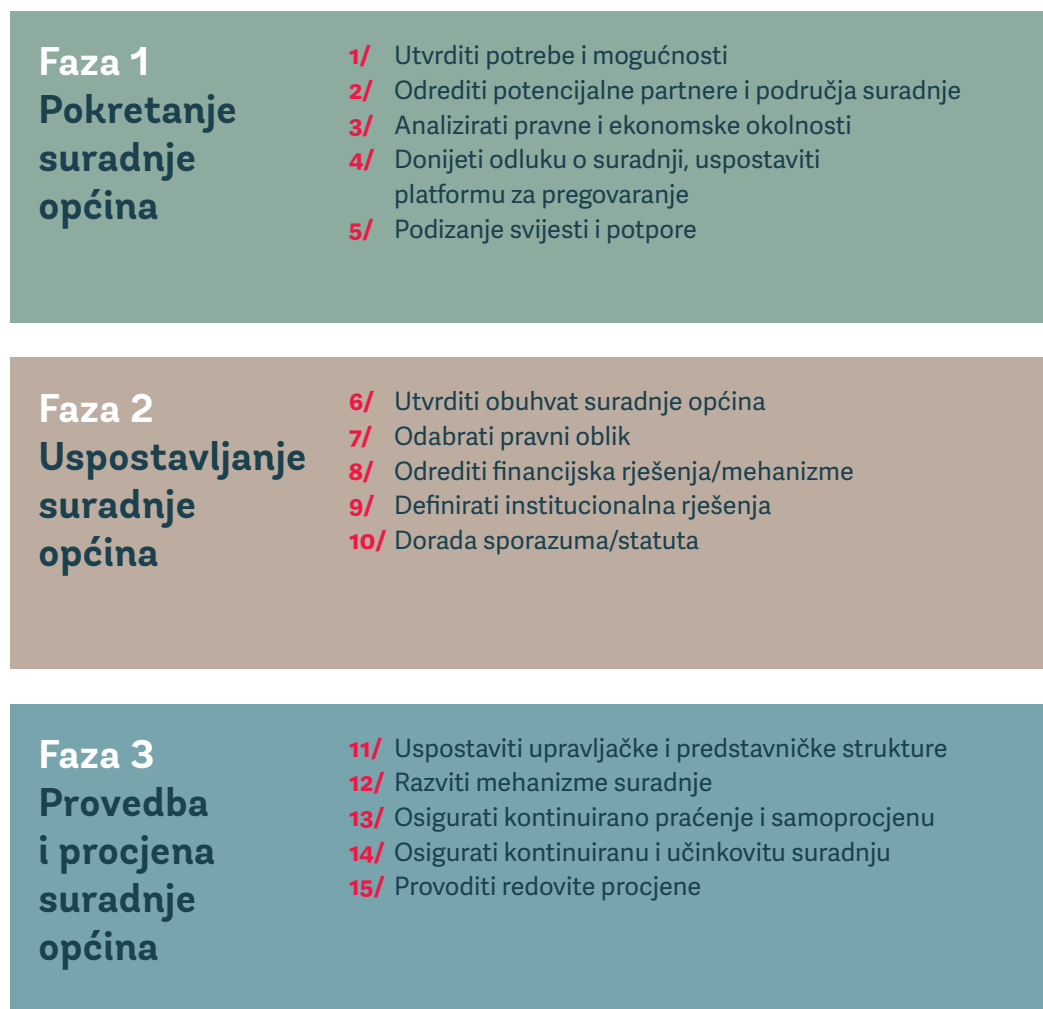 Faza 1
Pokretanje
suradnje
općina
1/ Utvrditi potrebe i mogućnosti
2/ Odrediti potencijalne partnere i područja suradnje
3/ Analizirati pravne i ekonomske okolnosti
4/ Donijeti odluku o suradnji, uspostaviti
platformu za pregovaranje
5/ Podizanje svijesti i potpore
Faza 2
Uspostavljanje
suradnje
općina
6/ Utvrditi obuhvat suradnje općina
7/ Odabrati pravni oblik
8/ Odrediti financijska rješenja/mehanizme
9/ Definirati institucionalna rješenja
10/ Dorada sporazuma/statuta
Faza 3
Provedba
i procjena
suradnje
općina
11/ Uspostaviti upravljačke i predstavničke strukture
12/ Razviti mehanizme suradnje
13/ Osigurati kontinuirano praćenje i samoprocjenu
14/ Osigurati kontinuiranu i učinkovitu suradnju
15/ Provoditi redovite procjene